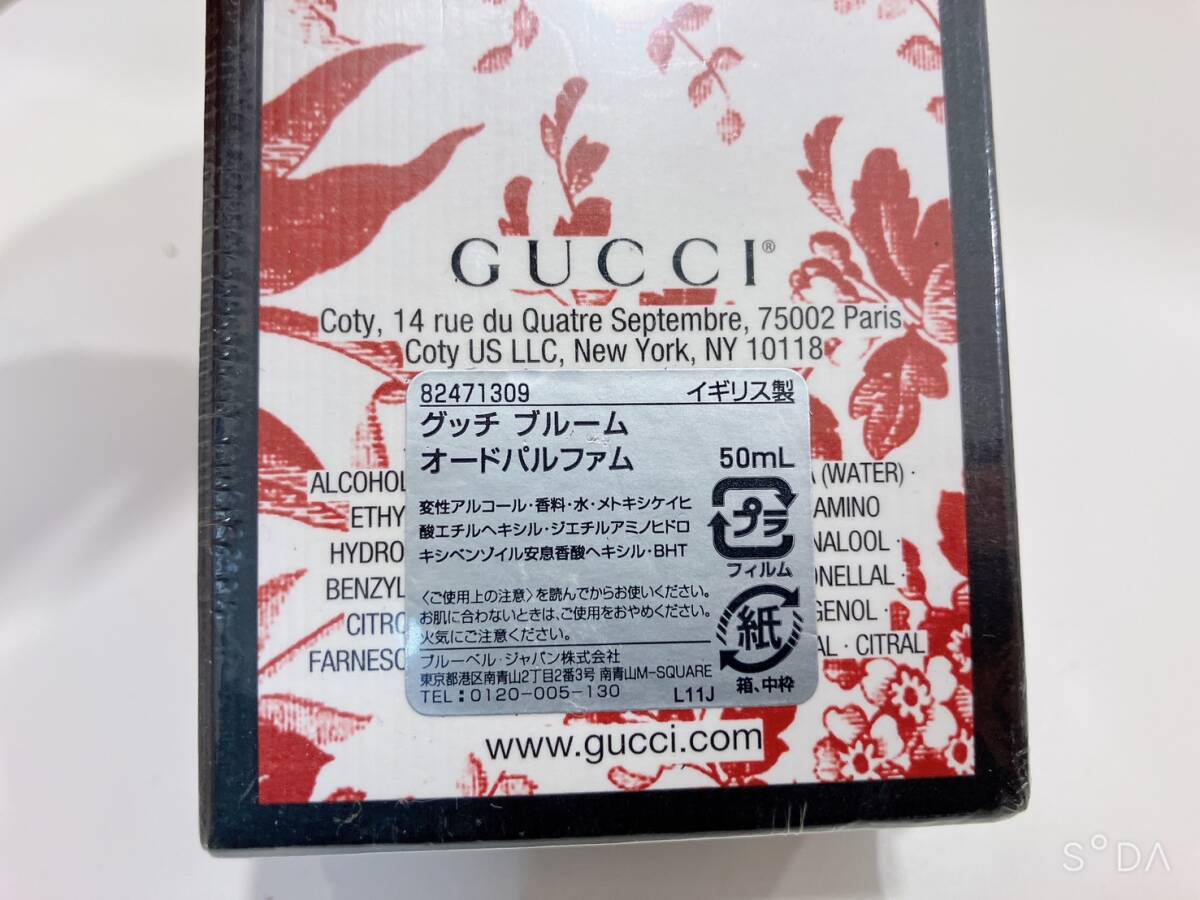 GUCCI®
Coty, 14 rue du Quatre Septembre, 75002 Paris
Coty US LLC, New York, NY 10118
82471309 イギリス製
グッチ ブルーム
オードパルファム 50mL
変性アルコール・香料・水・メトキシケイヒ
酸エチルヘキシル・ジエチルアミノヒドロ
キシベンゾイル安息香酸ヘキシル・BHT
プラ
フィルム
〈ご使用上の注意〉を読んでからお使いください。
お肌に合わないときは、ご使用をおやめください。
火気にご注意ください。
紙
箱、中枠
ブルーベル・ジャパン株式会社
東京都港区南青山2丁目2番3号 南青山M-SQUARE
TEL:0120-005-130 L11J
ALCOHOL (WATER) ·
AMINO
HYDRO
BENZYL
· CITRAL
www.gucci.com
S°DA